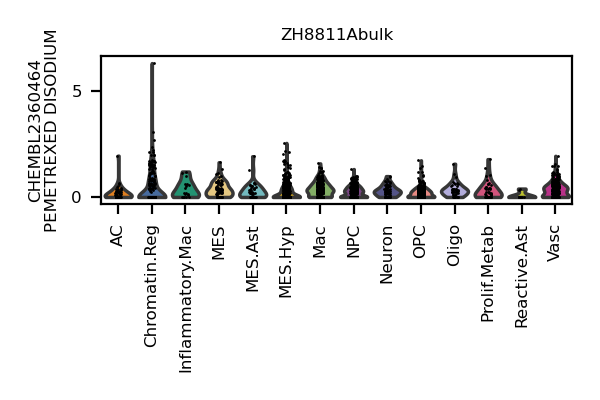 ZH8811Abulk
CHEMBL2360464
PEMETREXED DISODIUM
5
0
AC
Chromatin.Reg
Inflammatory.Mac
MES
MES.Ast
MES.Hyp
Mac
NPC
Neuron
OPC
Oligo
Prolif.Metab
Reactive.Ast
Vasc